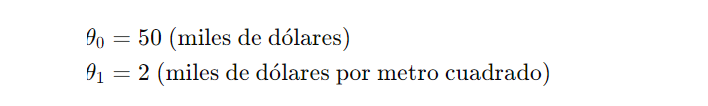 θ₀ = 50 (miles de dólares)
θ₁ = 2 (miles de dólares por metro cuadrado)